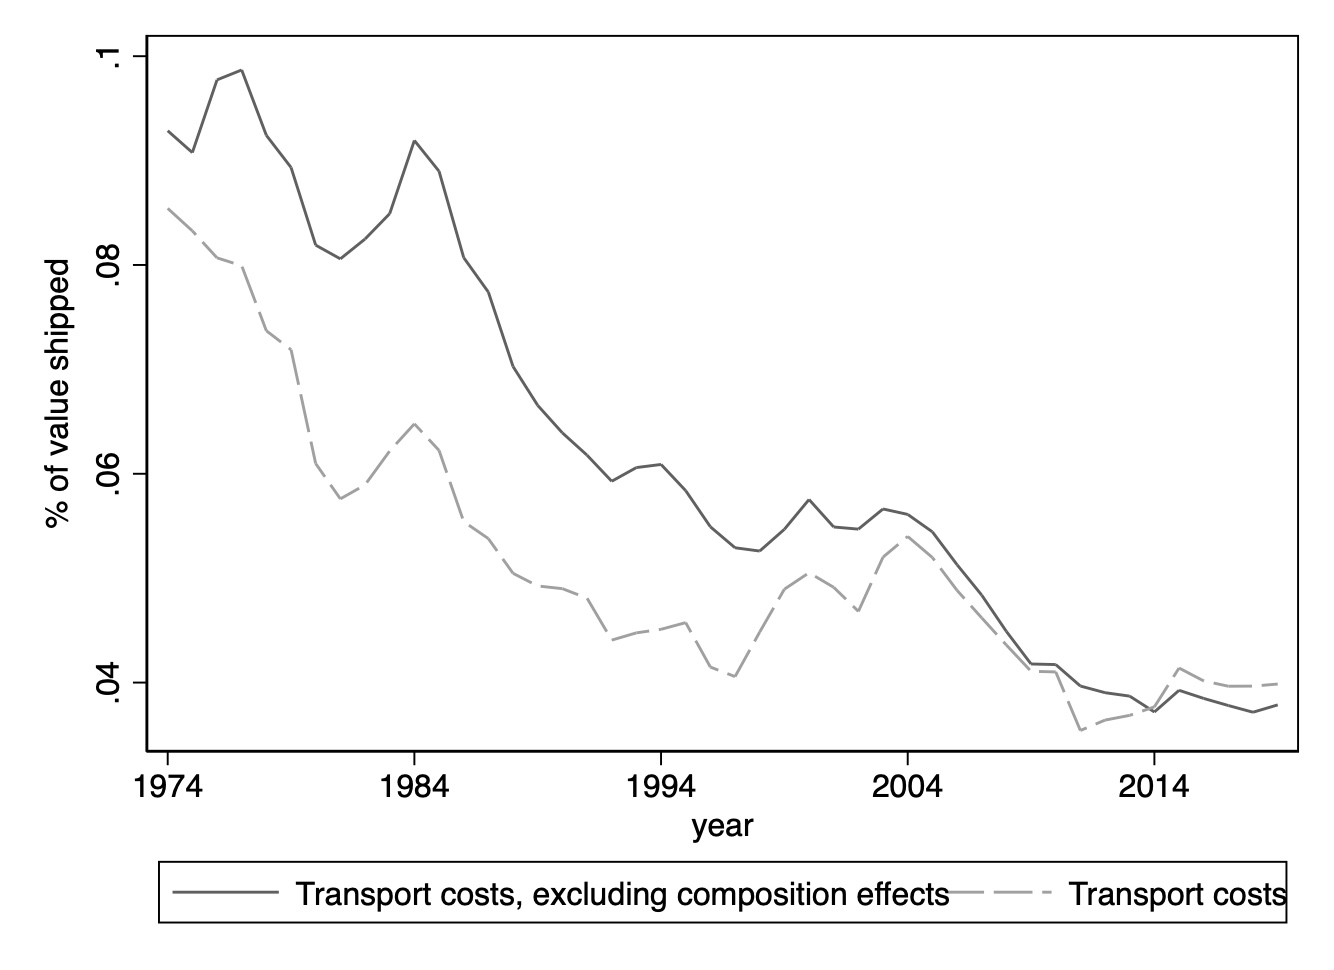 % of value shipped
.1
.08
.06
.04
1974 1984 1994 2004 2014
year
Transport costs, excluding composition effects Transport costs